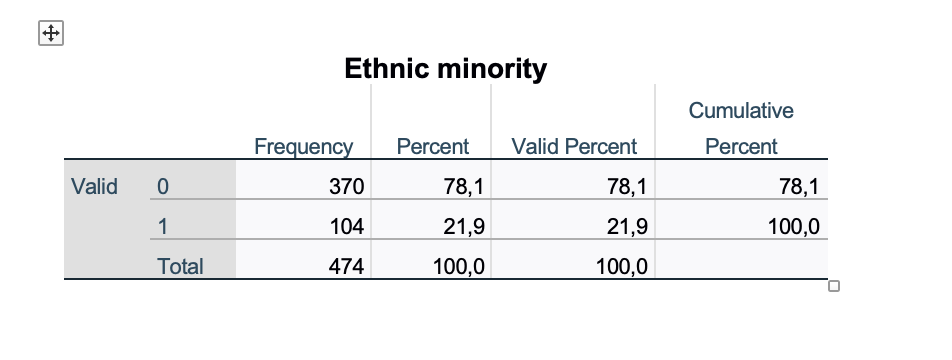 Ethnic minority
Cumulative
Frequency Percent Valid Percent Percent
Valid 0 370 78,1 78,1 78,1
1 104 21,9 21,9 100,0
Total 474 100,0 100,0